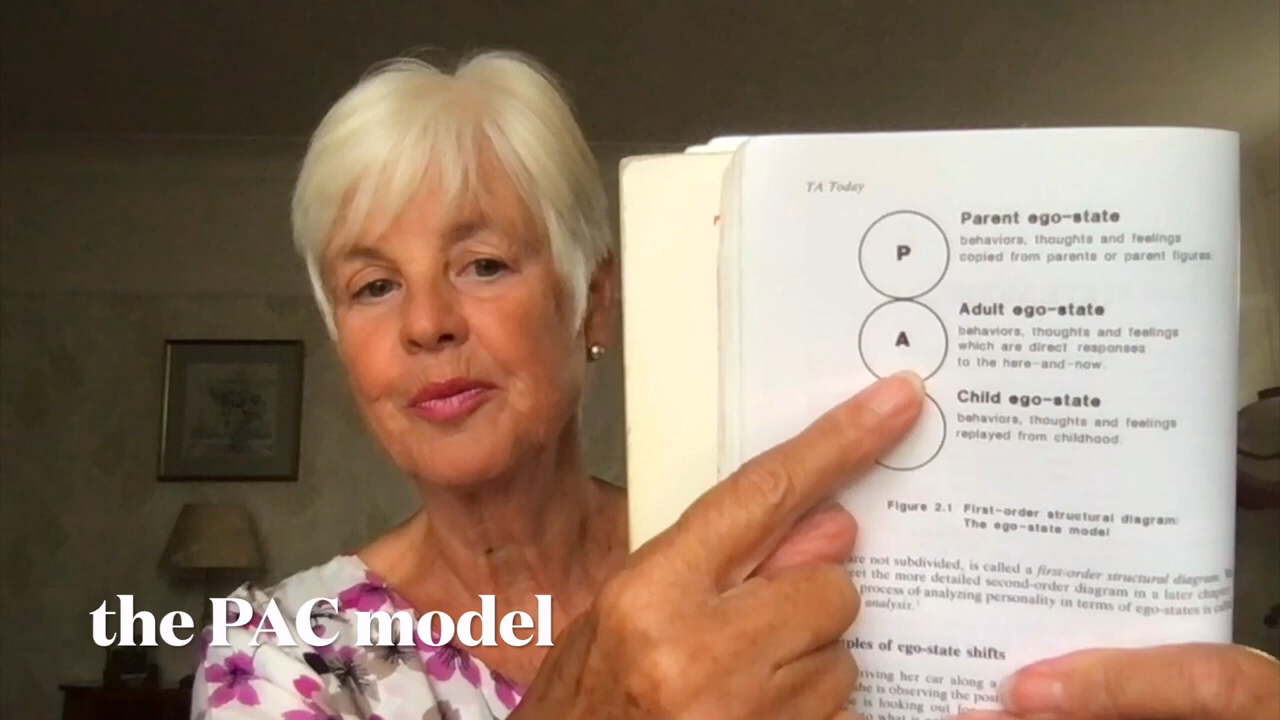 TA Today
P
Parent ego-state
behaviors, thoughts and feelings
copied from parents or parent figures.
A
Adult ego-state
behaviors, thoughts and feelings
which are direct responses
to the here-and-now.
Child ego-state
behaviors, thoughts and feelings
replayed from childhood.
Figure 2.1 First-order structural diagram:
The ego-state model
are not subdivided, is called a first-order structural diagram.
the more detailed second-order diagram in a later
process of analyzing personality in terms of ego-states is
analysis.¹
of ego-state shifts
her car along a
is observing the
is looking out
what is
the PAC model